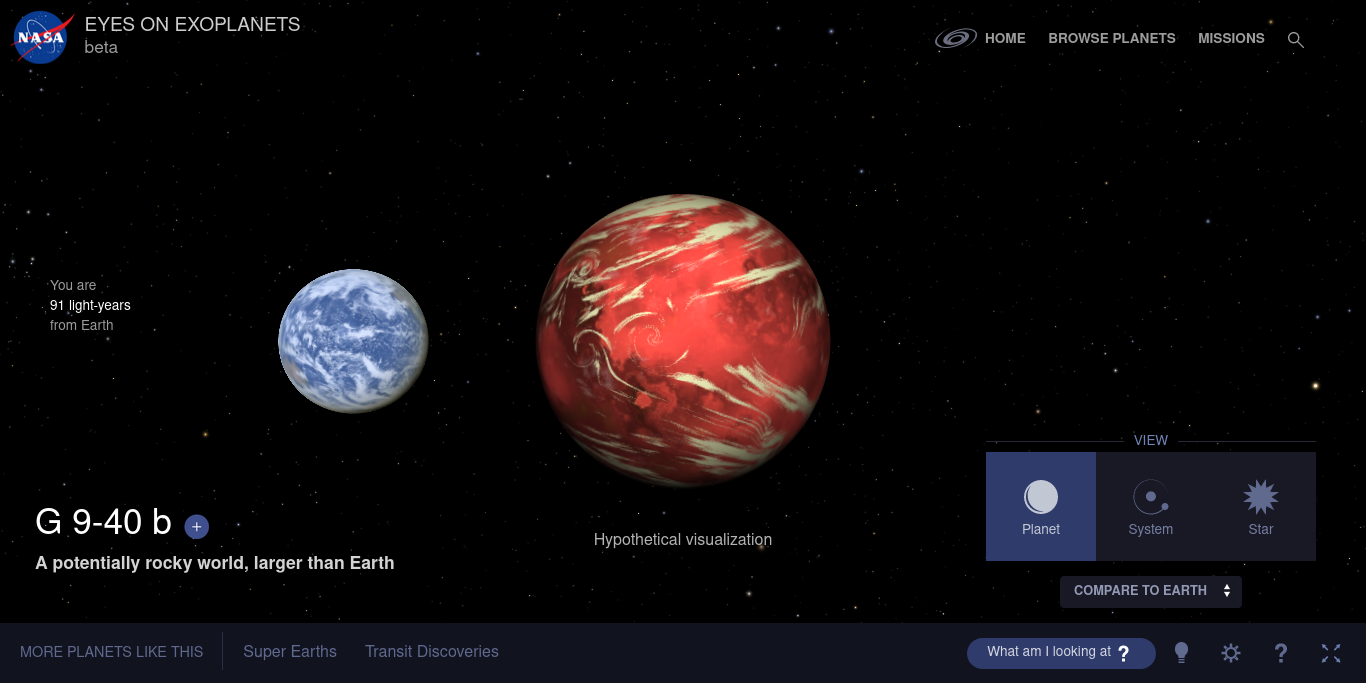 NASA
EYES ON EXOPLANETS
beta
HOME
BROWSE PLANETS
MISSIONS
You are
91 light-years
from Earth
G 9-40 b +
A potentially rocky world, larger than Earth
Hypothetical visualization
VIEW
Planet
System
Star
COMPARE TO EARTH
MORE PLANETS LIKE THIS
Super Earths
Transit Discoveries
What am I looking at ?
?